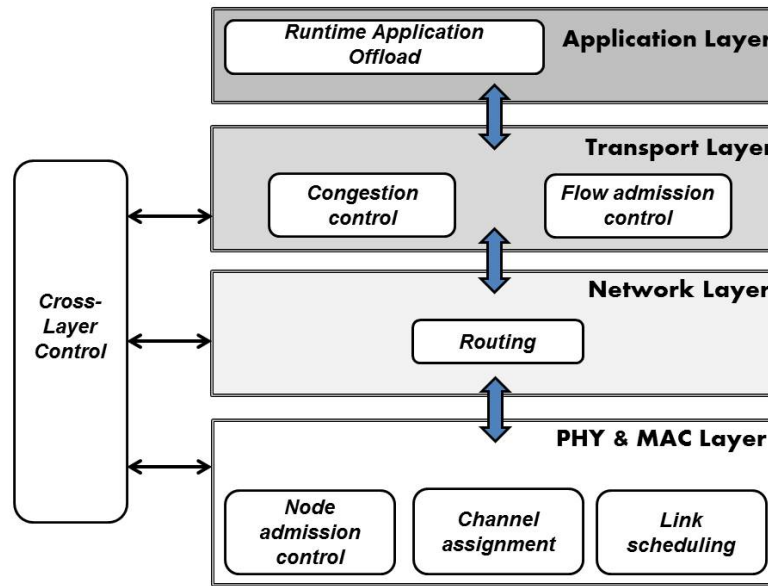 Runtime Application
Offload
Application Layer
Transport Layer
Congestion
control
Flow admission
control
Cross-
Layer
Control
Network Layer
Routing
PHY & MAC Layer
Node
admission
control
Channel
assignment
Link
scheduling